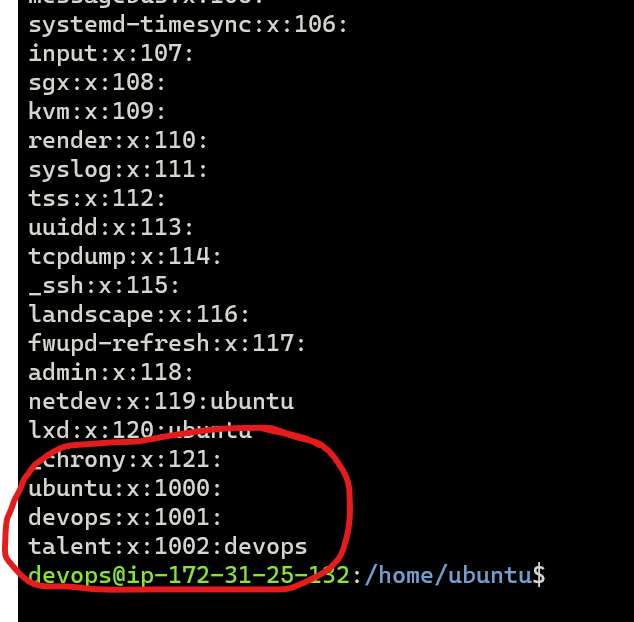 systemd-timesync:x:106:
input:x:107:
sgx:x:108:
kvm:x:109:
render:x:110:
syslog:x:111:
tss:x:112:
uuidd:x:113:
tcpdump:x:114:
_ssh:x:115:
landscape:x:116:
fwupd-refresh:x:117:
admin:x:118:
netdev:x:119:ubuntu
lxd:x:120:ubuntu
_chrony:x:121:
ubuntu:x:1000:
devops:x:1001:
talent:x:1002:devops
devops@ip-172-31-25-132:/home/ubuntu$